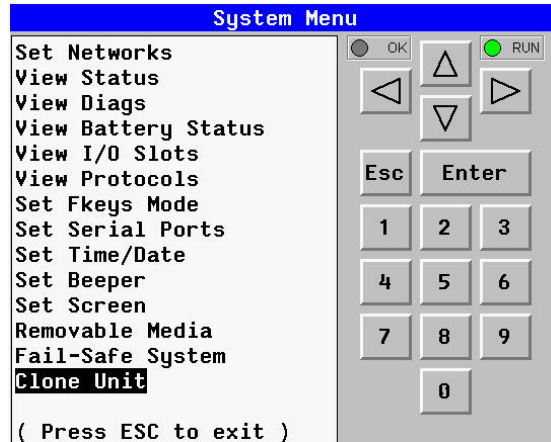 System Menu
Set Networks
View Status
View Diags
View Battery Status
View I/O Slots
View Protocols
Set Fkeys Mode
Set Serial Ports
Set Time/Date
Set Beeper
Set Screen
Removable Media
Fail-Safe System
Clone Unit
( Press ESC to exit )
OK RUN
Esc Enter
1 2 3
4 5 6
7 8 9
0